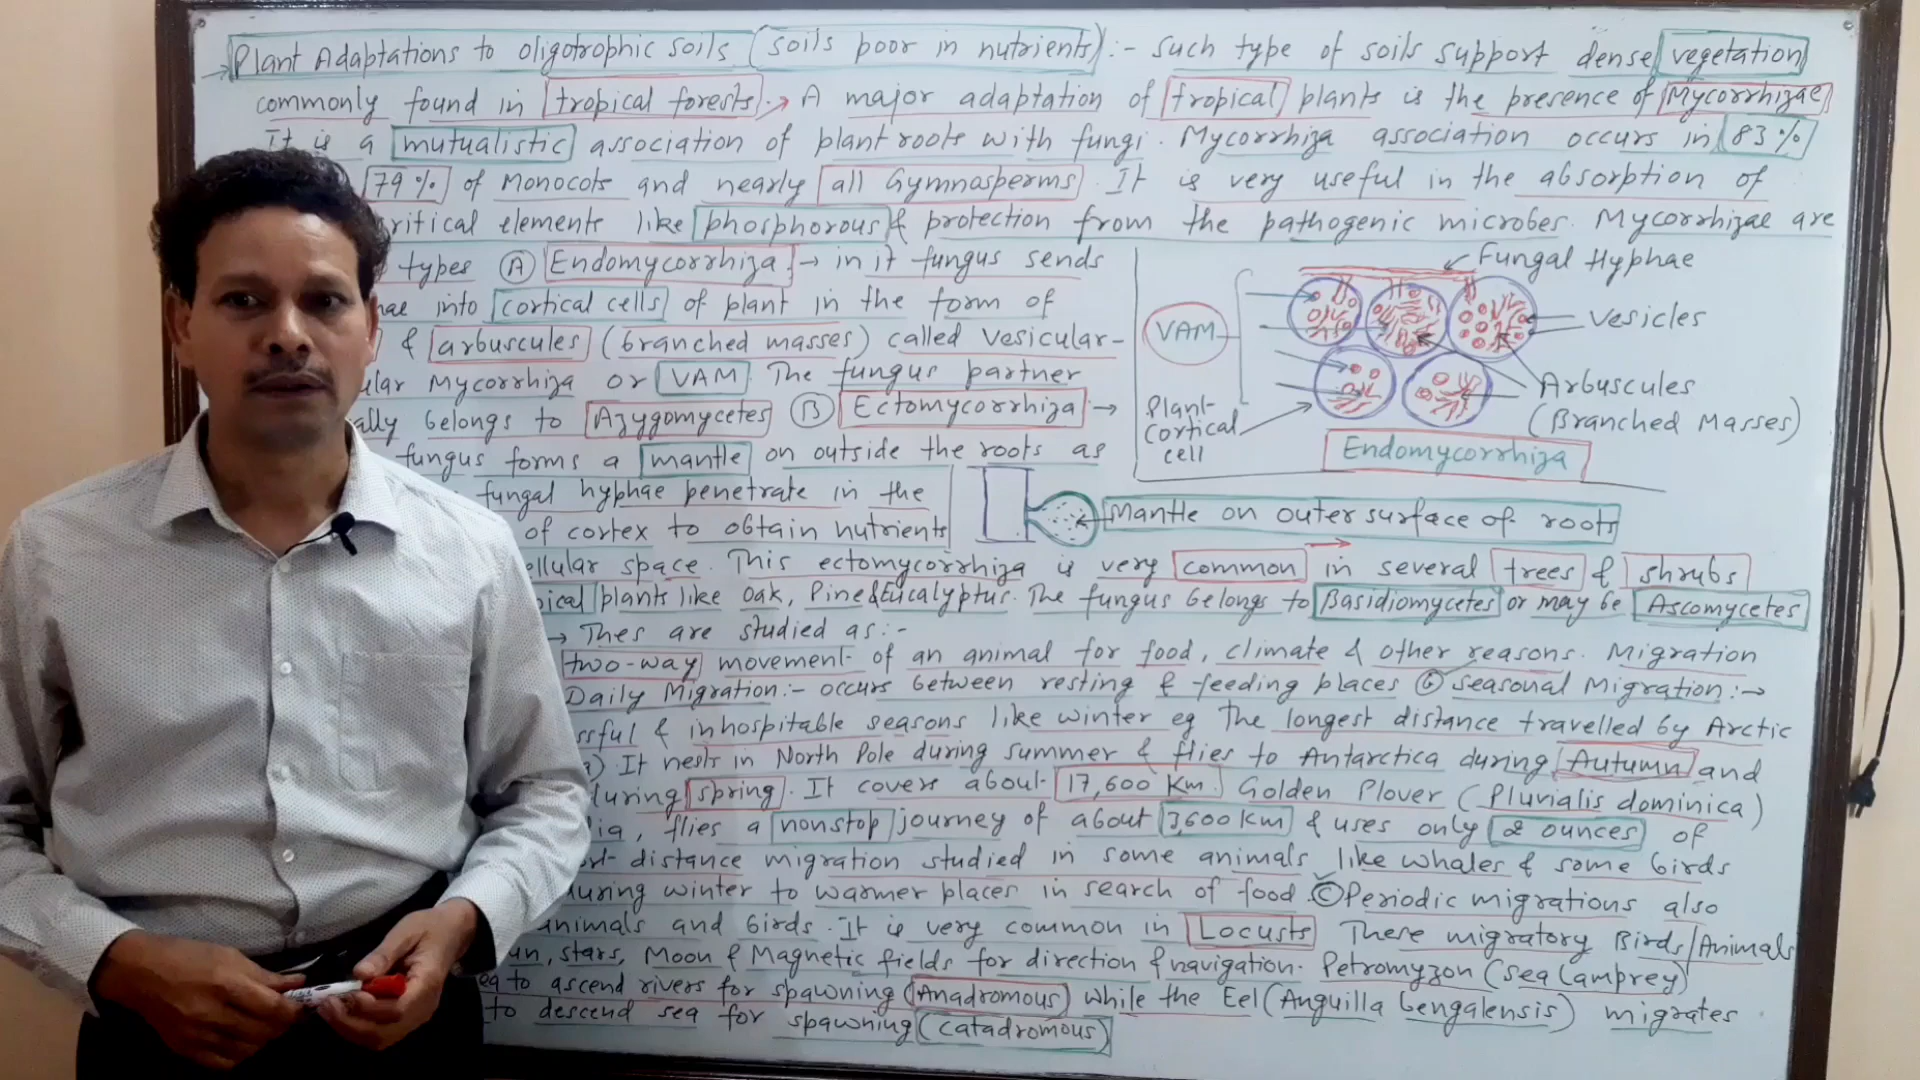 Plant Adaptations to oligotrophic soils (soils poor in nutrients):- such type of soils support dense vegetation
commonly found in tropical forests. → A major adaptation of tropical plants is the presence of Mycorrhizae
It is a mutualistic association of plant roots with fungi. Mycorrhiza association occurs in 83%
79% of Monocots and nearly all Gymnosperms. It is very useful in the absorption of
critical elements like phosphorous & protection from the pathogenic microbes. Mycorrhizae are
types (A) Endomycorrhiza → in it fungus sends
into cortical cells of plant in the form of
& arbuscules (branched masses) called Vesicular-
Mycorrhiza or VAM. The fungus partner
belongs to Azygomycetes (B) Ectomycorrhiza →
fungus forms a mantle on outside the roots as
fungal hyphae penetrate in the
of cortex to obtain nutrients
space. This ectomycorrhiza is very common in several trees & shrubs
plants like Oak, Pine & Eucalyptus. The fungus belongs to Basidiomycetes or may be Ascomycetes
→ Thes are studied as:-
two-way movement of an animal for food, climate & other reasons. Migration
Daily Migration:- occurs between resting & feeding places (b) seasonal Migration:→
& inhospitable seasons like winter eg The longest distance travelled by Arctic
It nests in North Pole during summer & flies to Antarctica during Autumn and
during spring. It covers about 17,600 Km. Golden Plover (Pluvialis dominica)
flies a nonstop journey of about 3,600 Km & uses only 2 ounces of
distance migration studied in some animals like whales & some birds
during winter to warmer places in search of food. (C) Periodic migrations also
animals and birds. It is very common in Locusts These migratory Birds/Animals
stars, Moon & Magnetic fields for direction & navigation. Petromyzon (sea Lamprey)
to ascend rivers for spawning (Anadromous) while the Eel (Anguilla bengalensis) migrates
to descend sea for spawning (catadromous)
Fungal Hyphae
VAM
Vesicles
Arbuscules
(Branched Masses)
Plant
cortical
cell
Endomycorrhiza
Mantle on outer surface of roots